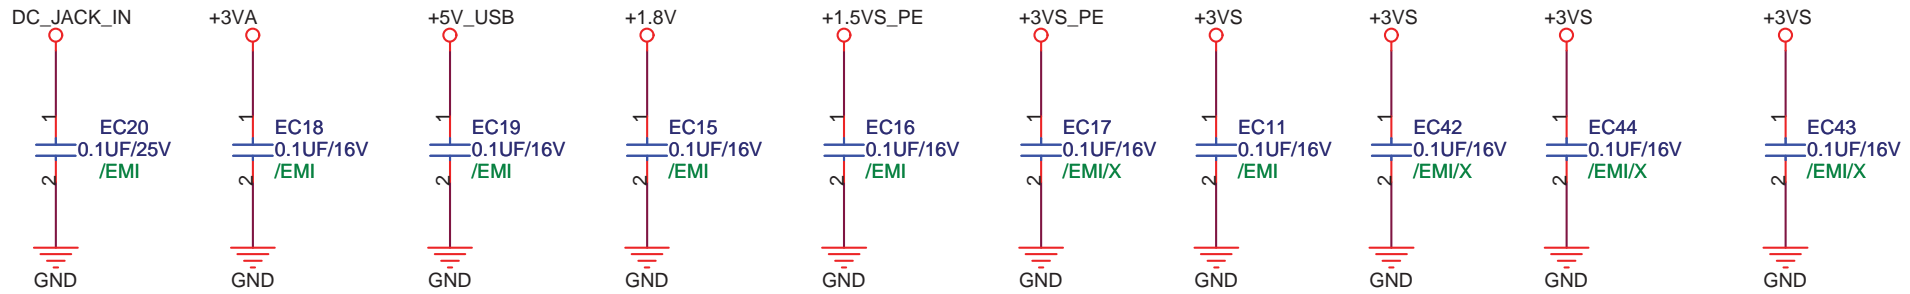 DC_JACK_IN
+3VA
+5V_USB
+1.8V
+1.5VS_PE
+3VS_PE
+3VS
+3VS
+3VS
+3VS
1
EC20
0.1UF/25V
/EMI
2
GND
1
EC18
0.1UF/16V
/EMI
2
GND
1
EC19
0.1UF/16V
/EMI
2
GND
1
EC15
0.1UF/16V
/EMI
2
GND
1
EC16
0.1UF/16V
/EMI
2
GND
1
EC17
0.1UF/16V
/EMI/X
2
GND
1
EC11
0.1UF/16V
/EMI
2
GND
1
EC42
0.1UF/16V
/EMI/X
2
GND
1
EC44
0.1UF/16V
/EMI/X
2
GND
1
EC43
0.1UF/16V
/EMI/X
2
GND